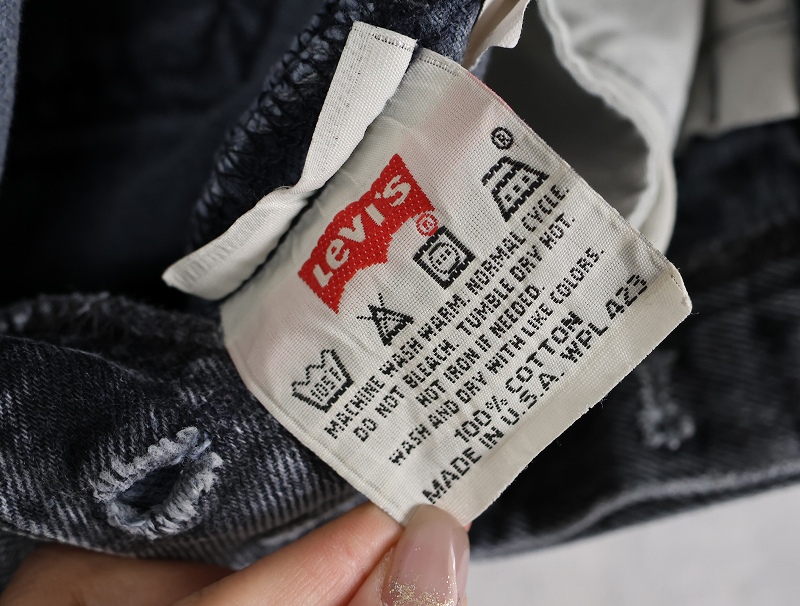 Levi's ®
®
MACHINE WASH WARM. NORMAL CYCLE.
DO NOT BLEACH. TUMBLE DRY HOT.
HOT IRON IF NEEDED.
WASH AND DRY WITH LIKE COLORS.
100% COTTON
MADE IN U.S.A. WPL 423